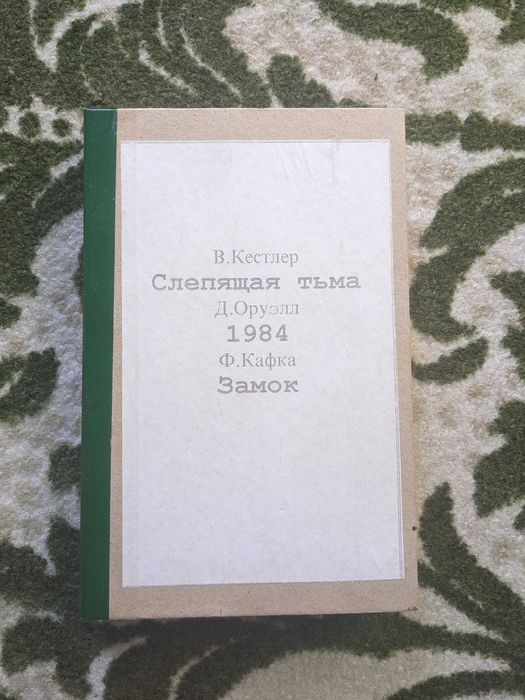 В.Кестлер
Слепящая тьма
Д.Оруэлл
1984
Ф.Кафка
Замок